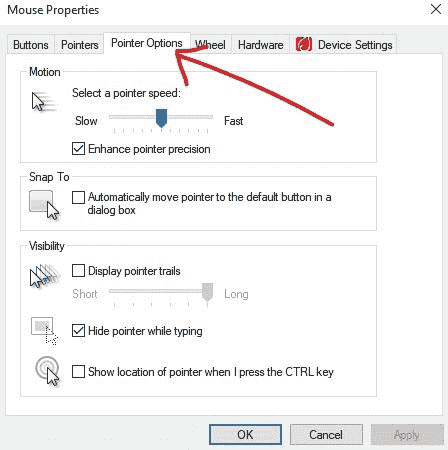 Mouse Properties
Buttons Pointers Pointer Options Wheel Hardware Device Settings
Motion
Select a pointer speed:
Slow Fast
Enhance pointer precision
Snap To
Automatically move pointer to the default button in a
dialog box
Visibility
Display pointer trails
Short Long
Hide pointer while typing
Show location of pointer when I press the CTRL key
OK Cancel Apply